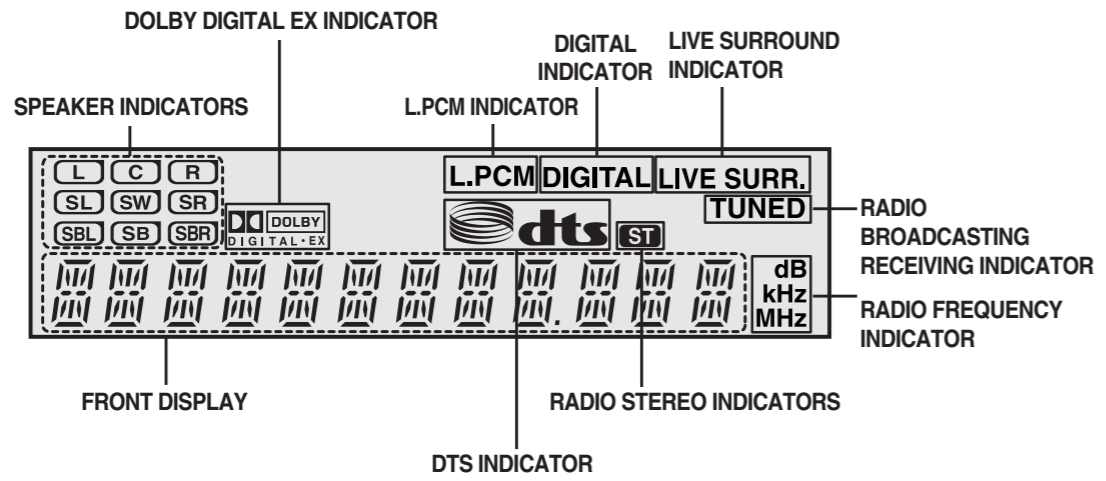 DOLBY DIGITAL EX INDICATOR
DIGITAL
INDICATOR
LIVE SURROUND
INDICATOR
SPEAKER INDICATORS
L.PCM INDICATOR
L C R
L.PCM DIGITAL LIVE SURR.
SL SW SR
DOLBY
TUNED
RADIO
BROADCASTING
RECEIVING INDICATOR
SBL SB SBR
DIGITAL·EX
dts
ST
dB
kHz
MHz
RADIO FREQUENCY
INDICATOR
FRONT DISPLAY
RADIO STEREO INDICATORS
DTS INDICATOR